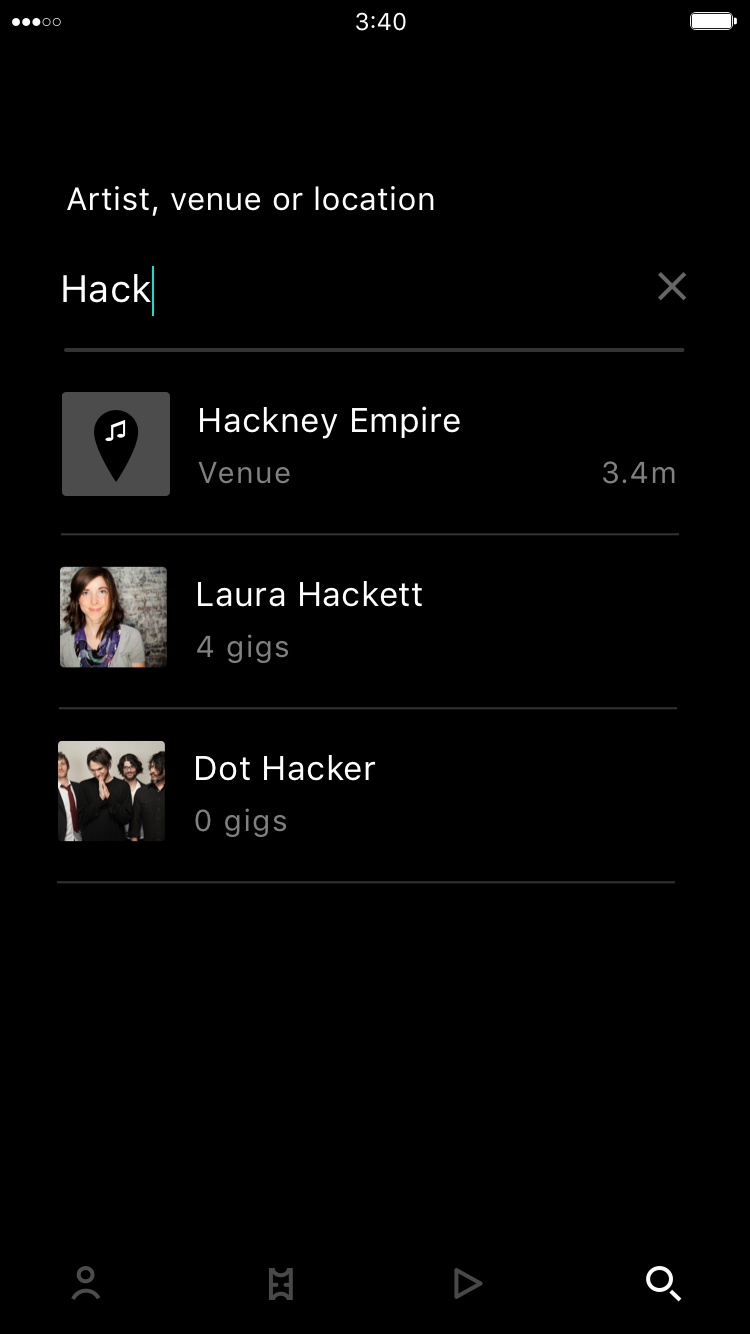 3:40
Artist, venue or location
Hack
Hackney Empire
Venue 3.4m
Laura Hackett
4 gigs
Dot Hacker
0 gigs